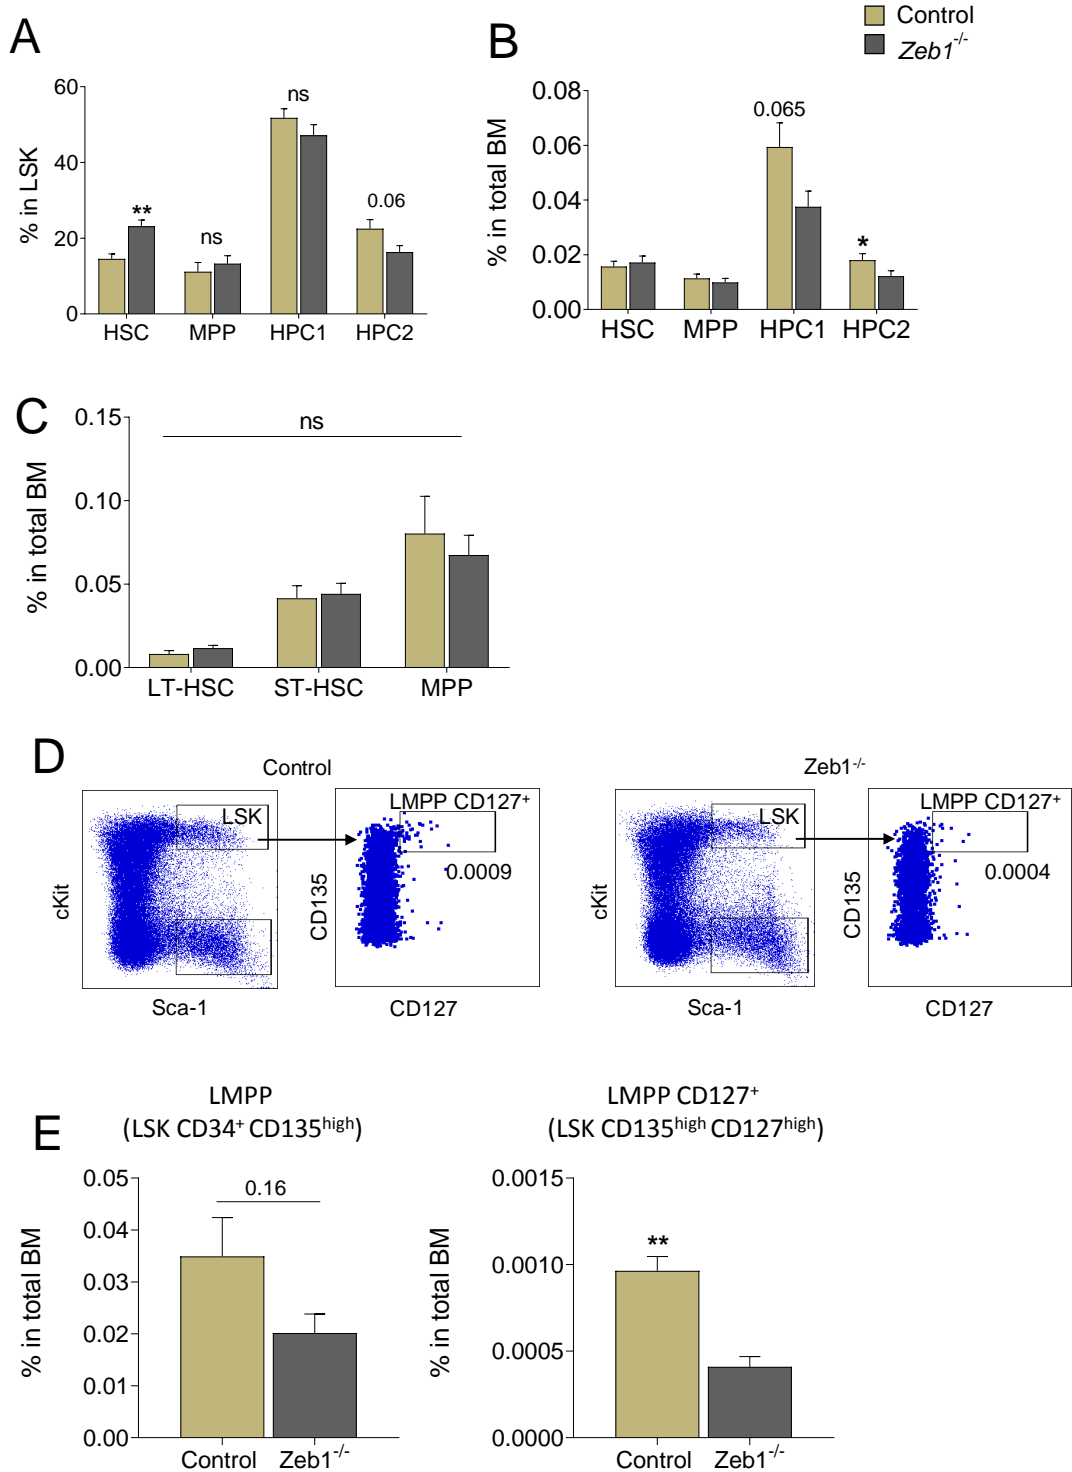 Control
Zeb1-/-
A
% in LSK
60
40
20
0
**
ns
ns
0.06
HSC MPP HPC1 HPC2
B
% in total BM
0.08
0.06
0.04
0.02
0.00
0.065
*
HSC MPP HPC1 HPC2
C
% in total BM
0.15
0.10
0.05
0.00
ns
LT-HSC ST-HSC MPP
D
Control
cKit
LSK
Sca-1
LMPP CD127+
0.0009
CD135
CD127
Zeb1-/-
cKit
LSK
Sca-1
LMPP CD127+
0.0004
CD135
CD127
E
LMPP
(LSK CD34+ CD135high)
% in total BM
0.05
0.04
0.03
0.02
0.01
0.00
0.16
Control Zeb1-/-
LMPP CD127+
(LSK CD135high CD127high)
% in total BM
0.0015
0.0010
0.0005
0.0000
**
Control Zeb1-/-